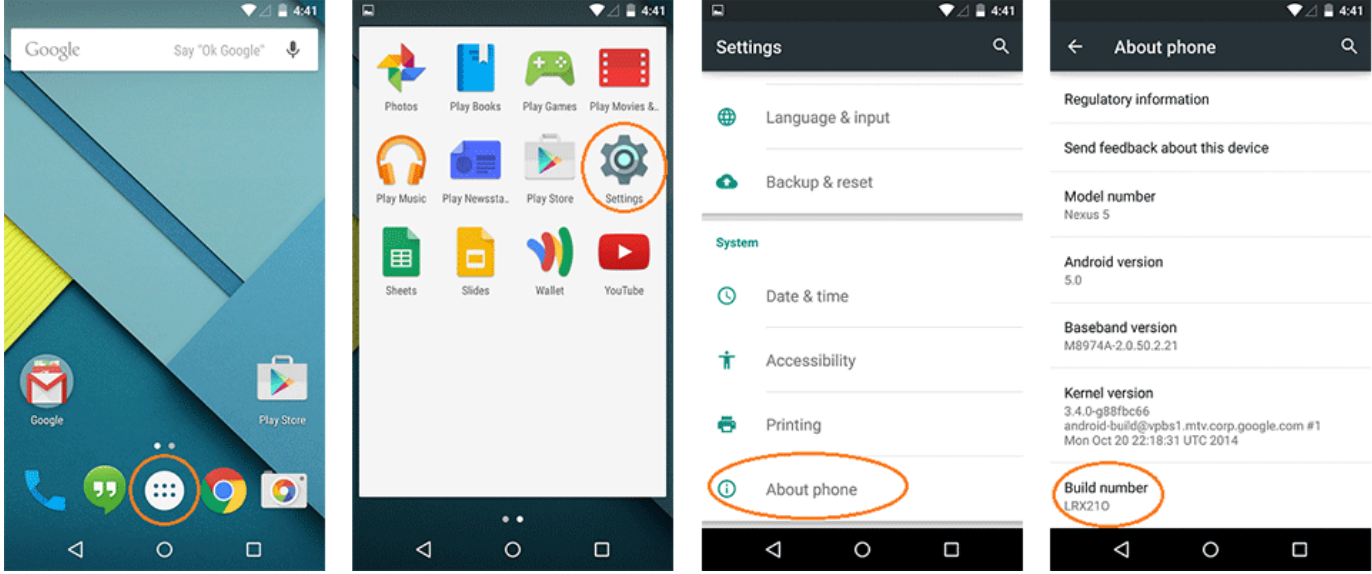 4:41
Google
Say "Ok Google"
Google
Play Store
4:41
Photos
Play Books
Play Games
Play Movies &..
Play Music
Play Newssta..
Play Store
Settings
Sheets
Slides
Wallet
YouTube
4:41
Settings
Language & input
Backup & reset
System
Date & time
Accessibility
Printing
About phone
4:41
About phone
Regulatory information
Send feedback about this device
Model number
Nexus 5
Android version
5.0
Baseband version
M8974A-2.0.50.2.21
Kernel version
3.4.0-g88fbc66
android-build@vpbs1.mtv.corp.google.com #1
Mon Oct 20 22:18:31 UTC 2014
Build number
LRX21O